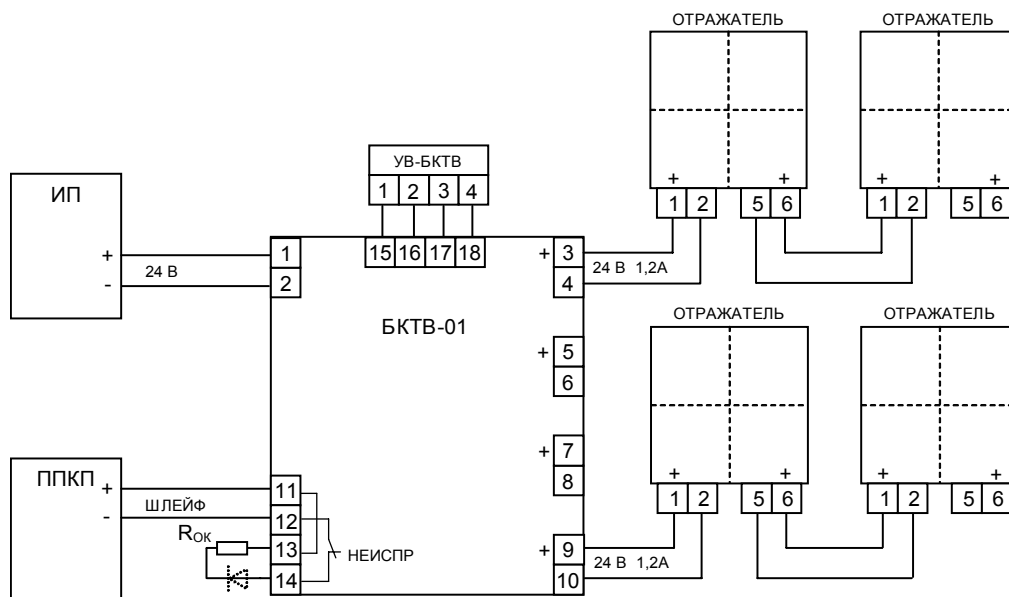 ОТРАЖАТЕЛЬ ОТРАЖАТЕЛЬ
+ + + +
1 2 5 6 1 2 5 6
УВ-БКТВ
1 2 3 4
15 16 17 18
ИП
+
-
24 В
1
2
БКТВ-01
+ 3
4
24 В 1,2А
+ 5
6
+ 7
8
+ 9
10
24 В 1,2А
ОТРАЖАТЕЛЬ ОТРАЖАТЕЛЬ
+ + + +
1 2 5 6 1 2 5 6
ППКП
+
-
ШЛЕЙФ
11
12
RОК
13
14
НЕИСПР